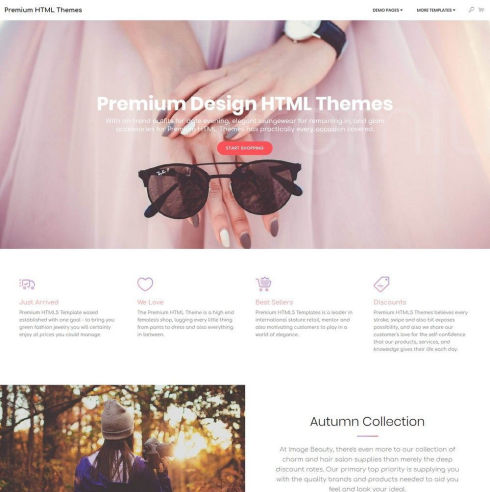 Premium HTML Themes
DEMO PAGES MORE TEMPLATES
Premium Design HTML Themes
With on-trend outfits for date evening, elegant loungewear for remaining in, and glam
accessories for Premium HTML Themes has practically every occasion covered.
START SHOPPING
Ray-Ban
Just Arrived
Premium HTML5 Template waxed
established with one goal - to bring you
green fashion jewelry you will certainly
enjoy at prices you could manage.
We Love
The Premium HTML Theme is a high end
females shop, lugging every little thing
from pants to dress and also everything
in between.
Best Sellers
Premium HTML5 Templates is a leader in
international stature retail, mentor and
also motivating customers to play in a
world of elegance.
Discounts
Premium HTML5 Themes believes every
stroke, swipe and also bit exposes
possibility, and also we share our
customer's love for the self-confidence
that our products, services, and
knowledge gives their life each day.
Autumn Collection
At Image Beauty, there's even more to our collection of
charm and hair salon supplies than merely the deep
discount rates. Our primary top priority is supplying you
with the quality brands and products needed to aid you
feel and look your ideal.